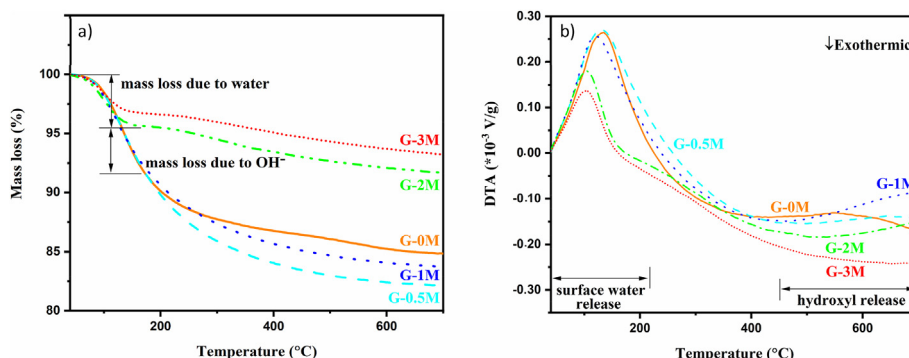 a)
Mass loss (%)
100
95
90
85
80
mass loss due to water
mass loss due to OH⁻
G-3M
G-2M
G-0M
G-1M
G-0.5M
200
400
600
Temperature (°C)
b)
DTA (*10⁻³ V/g)
0.30
0.20
0.10
0.00
-0.10
-0.20
-0.30
↓Exothermic
G-0.5M
G-1M
G-0M
G-2M
G-3M
surface water
release
hydroxyl release
200
400
600
Temperature (°C)